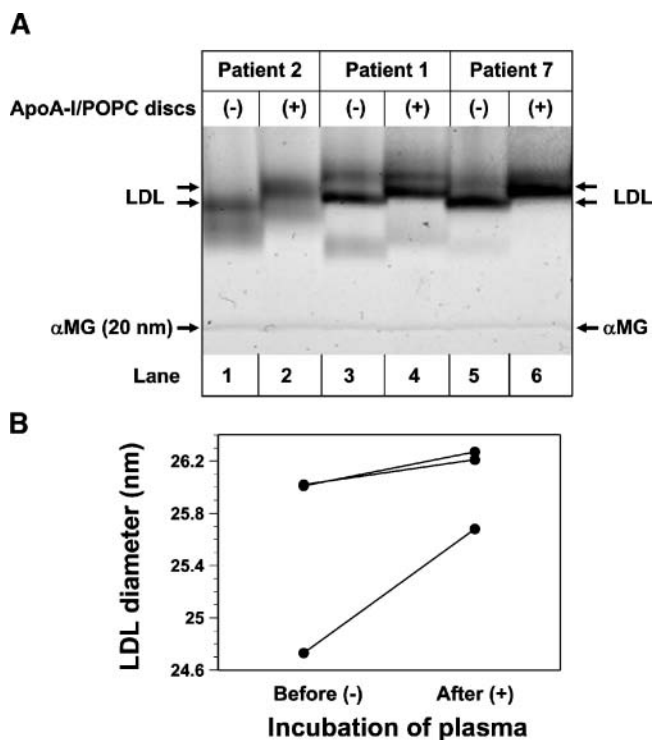 A
Patient 2 Patient 1 Patient 7
ApoA-I/POPC discs (-) (+) (-) (+) (-) (+)
LDL LDL
αMG (20 nm) αMG
Lane 1 2 3 4 5 6
B
LDL diameter (nm)
26.2
25.8
25.4
25
24.6
Before (-) After (+)
Incubation of plasma